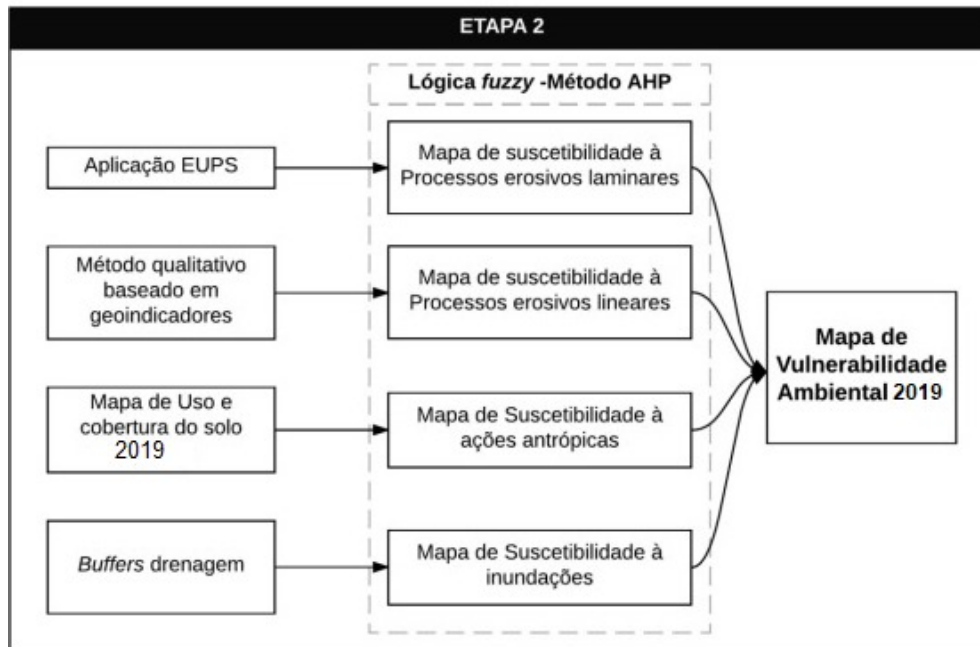 ETAPA 2
Lógica fuzzy -Método AHP
Aplicação EUPS
Mapa de suscetibilidade à
Processos erosivos laminares
Método qualitativo
baseado em
geoindicadores
Mapa de suscetibilidade à
Processos erosivos lineares
Mapa de Uso e
cobertura do solo
2019
Mapa de Suscetibilidade à
ações antrópicas
Buffers drenagem
Mapa de Suscetibilidade à
inundações
Mapa de
Vulnerabilidade
Ambiental 2019